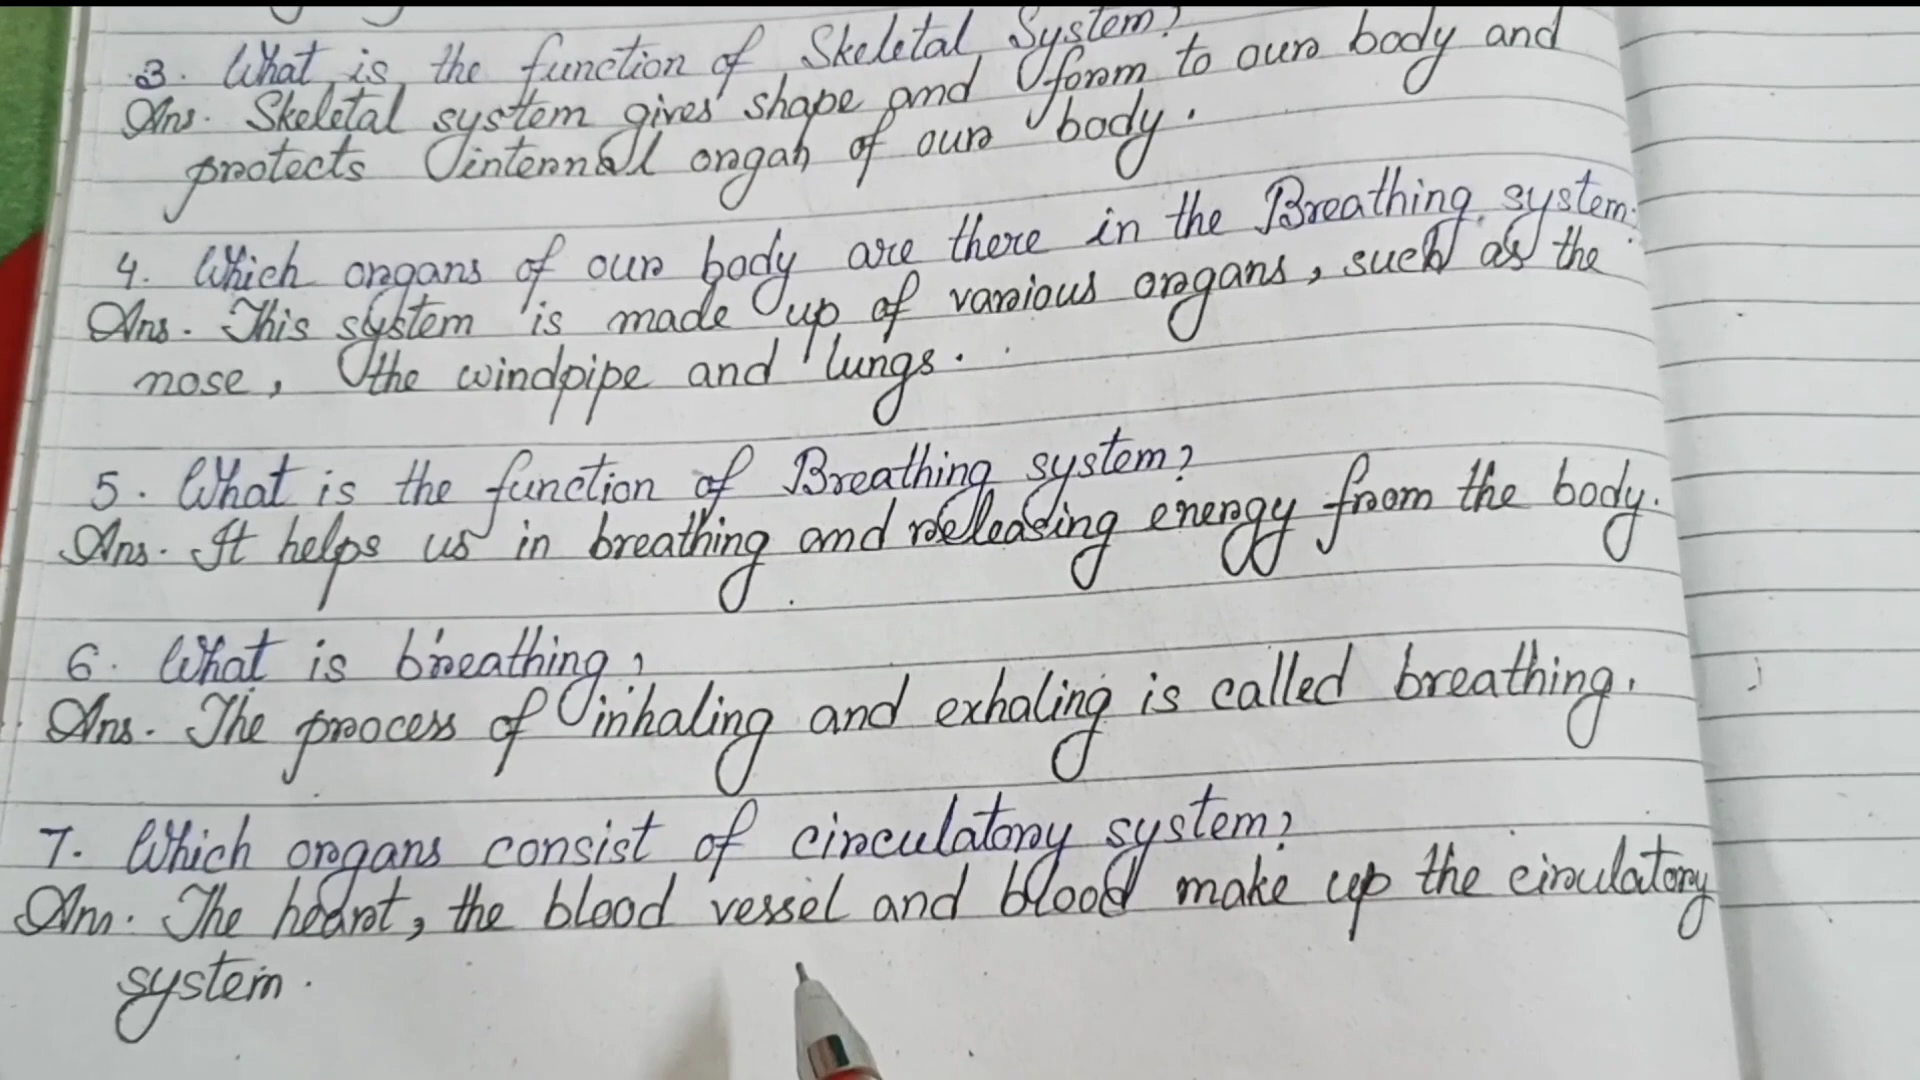 3. What is the function of Skeletal System?
Ans. Skeletal system gives shape and form to our body and
protects internal organ of our body.
4. Which organs of our body are there in the Breathing system.
Ans. This system is made up of various organs, such as the
nose, the windpipe and lungs.
5. What is the function of Breathing system?
Ans. It helps us in breathing and releasing energy from the body.
6. What is breathing?
Ans. The process of inhaling and exhaling is called breathing.
7. Which organs consist of circulatory system?
Ans. The heart, the blood vessel and blood make up the circulatory
system.